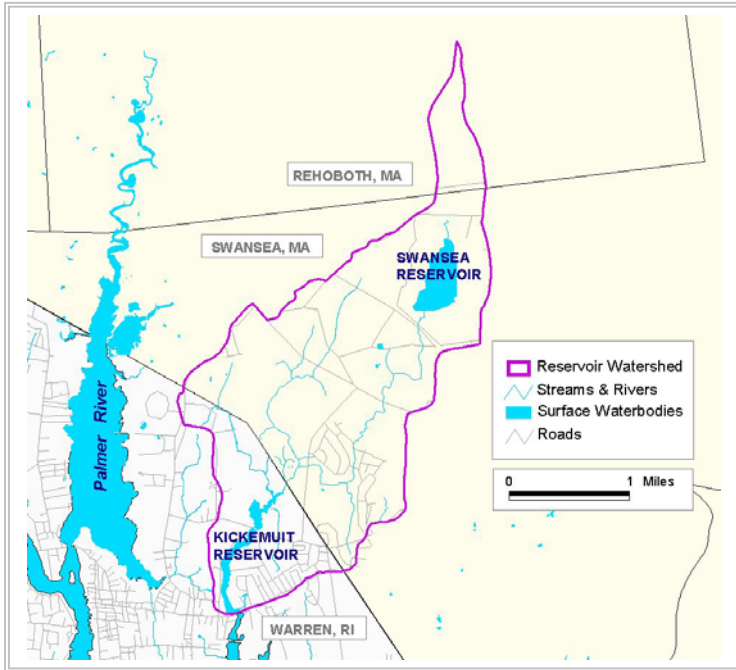 REHOBOTH, MA
SWANSEA, MA
SWANSEA
RESERVOIR
Palmer River
KICKEMUIT
RESERVOIR
WARREN, RI
Reservoir Watershed
Streams & Rivers
Surface Waterbodies
Roads
0 1 Miles